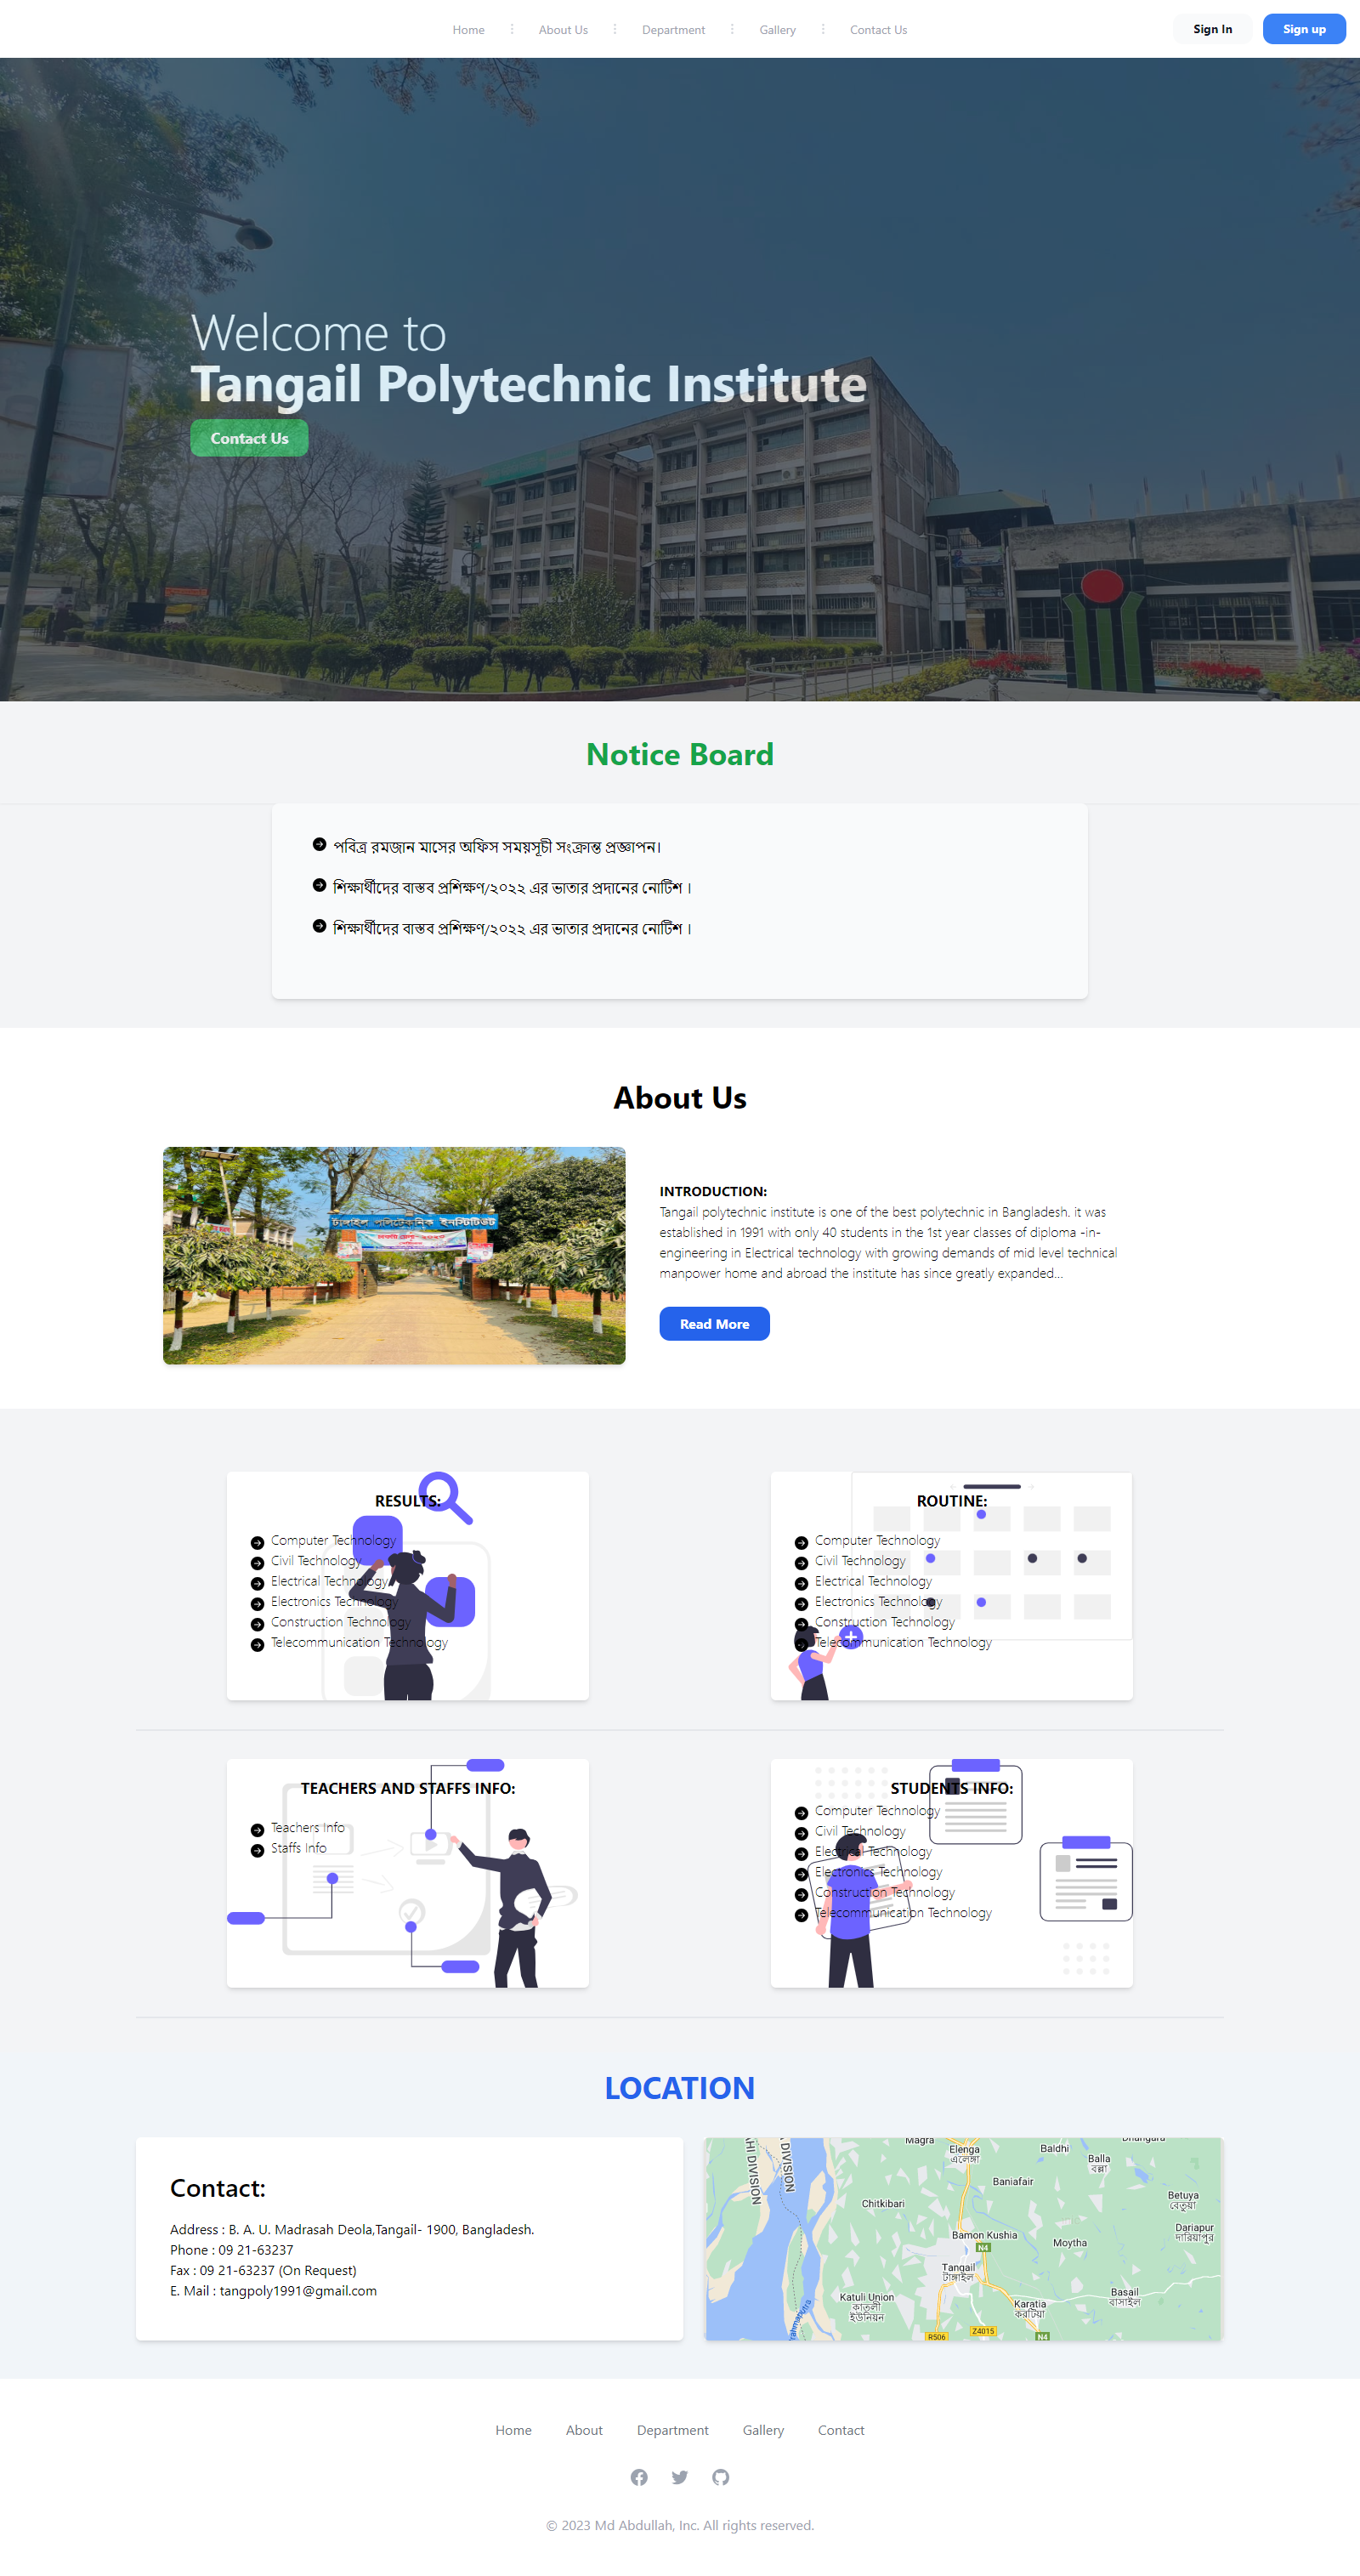 Home
About Us
Department
Gallery
Contact Us
Sign In
Sign up
Welcome to
Tangail Polytechnic Institute
Contact Us
Notice Board
পবিত্র রমজান মাসের অফিস সময়সূচী সংক্রান্ত প্রজ্ঞাপন।
শিক্ষার্থীদের বাস্তব প্রশিক্ষণ/২০২২ এর ভাতার প্রদানের নোটিশ ।
শিক্ষার্থীদের বাস্তব প্রশিক্ষণ/২০২২ এর ভাতার প্রদানের নোটিশ ।
About Us
টাঙ্গাইল পলিটেকনিক ইনস্টিটিউট
INTRODUCTION:
Tangail polytechnic institute is one of the best polytechnic in Bangladesh. it was
established in 1991 with only 40 students in the 1st year classes of diploma -in-
engineering in Electrical technology with growing demands of mid level technical
manpower home and abroad the institute has since greatly expanded...
Read More
RESULTS:
Computer Technology
Civil Technology
Electrical Technology
Electronics Technology
Construction Technology
Telecommunication Technology
ROUTINE:
Computer Technology
Civil Technology
Electrical Technology
Electronics Technology
Construction Technology
Telecommunication Technology
TEACHERS AND STAFFS INFO:
Teachers Info
Staffs Info
STUDENTS INFO:
Computer Technology
Civil Technology
Electrical Technology
Electronics Technology
Construction Technology
Telecommunication Technology
LOCATION
Contact:
Address : B. A. U. Madrasah Deola,Tangail- 1900, Bangladesh.
Phone : 09 21-63237
Fax : 09 21-63237 (On Request)
E. Mail : tangpoly1991@gmail.com
DIVISION
DIVISION
Magra
Elenga
এলেঙ্গা
Baldhi
Balla
বল্লা
Baniafair
Chitkibari
Betuya
বেতুয়া
Dariapur
দারিয়াপুর
Bamon Kushia
N4
Moytha
Tangail
টাঙ্গাইল
Katuli Union
কাতুলী
ইউনিয়ন
Karatia
করটিয়া
Basail
বাসাইল
R506
Z4015
N4
Home
About
Department
Gallery
Contact
© 2023 Md Abdullah, Inc. All rights reserved.